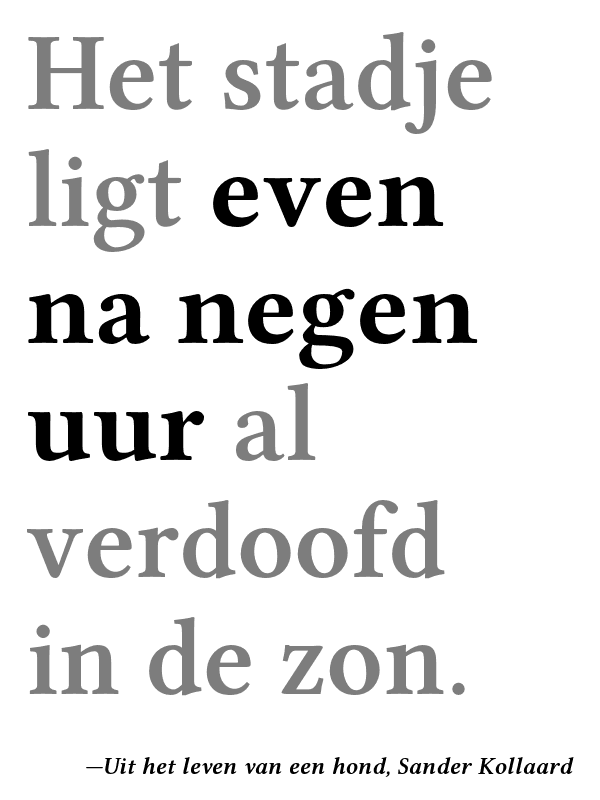 Het stadje
ligt even
na negen
uur al
verdoofd
in de zon.
—Uit het leven van een hond, Sander Kollaard